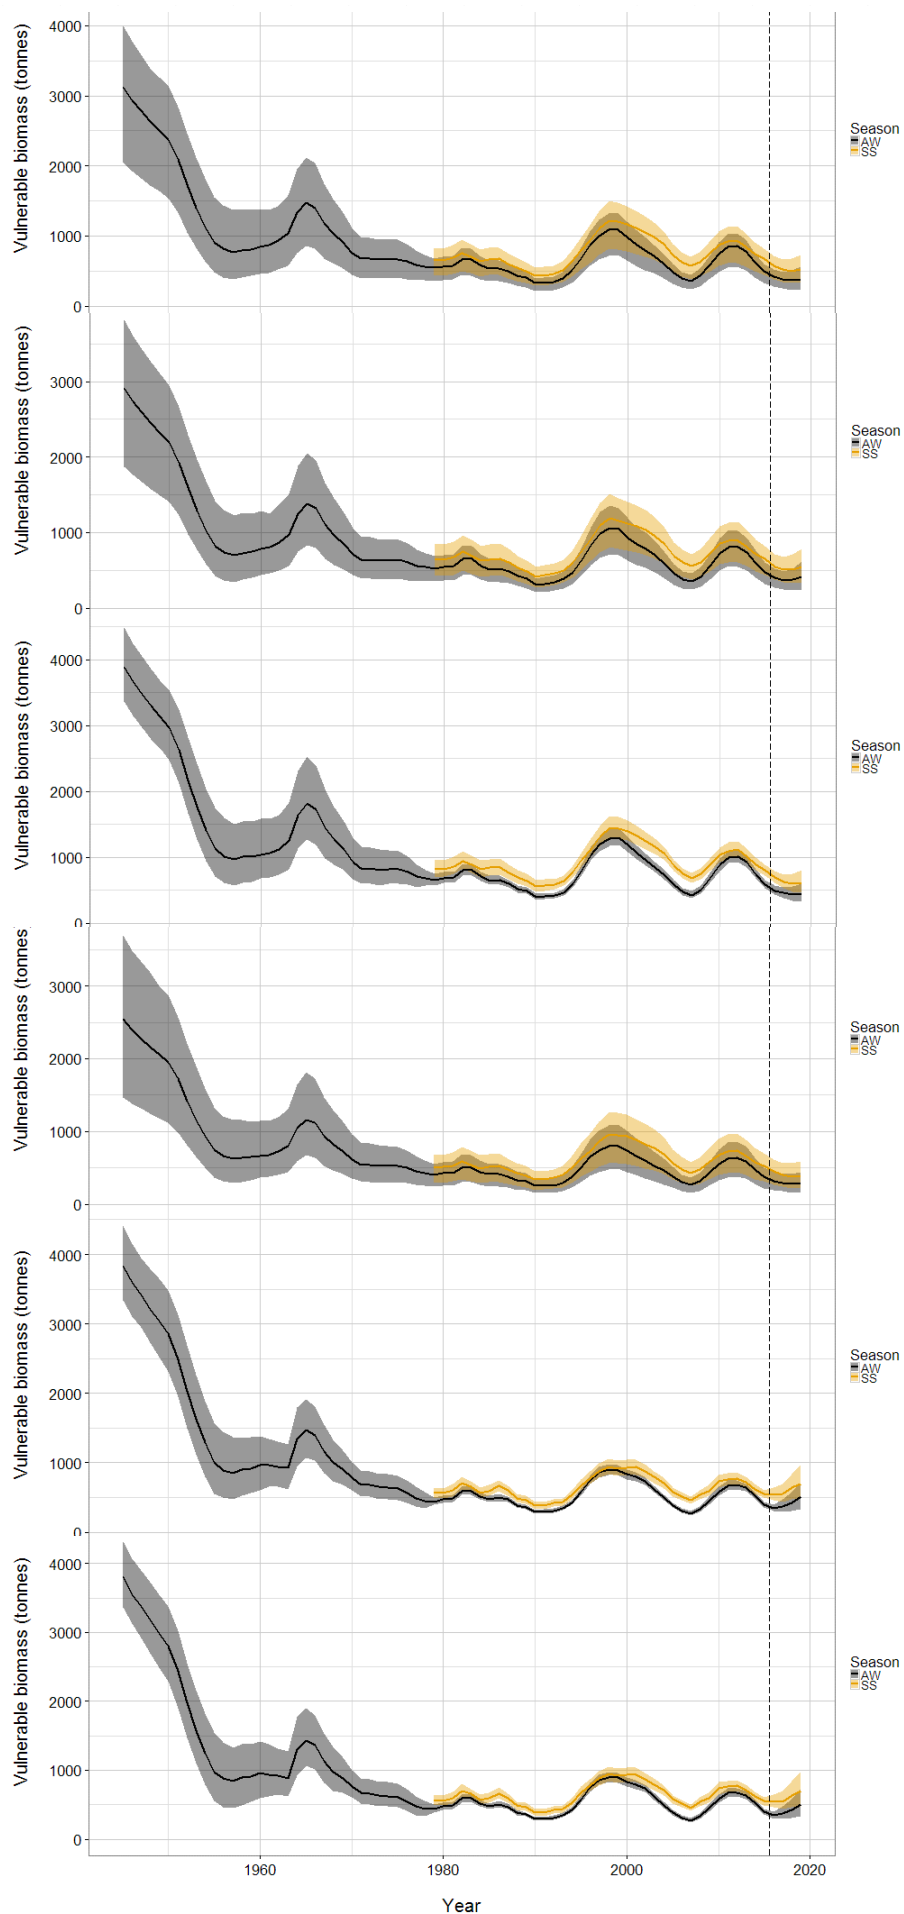 Vulnerable biomass (tonnes)
4000
3000
2000
1000
0
Season
AW
SS
Vulnerable biomass (tonnes)
3000
2000
1000
0
Season
AW
SS
Vulnerable biomass (tonnes)
4000
3000
2000
1000
0
Season
AW
SS
Vulnerable biomass (tonnes
3000
2000
1000
0
Season
AW
SS
Vulnerable biomass (tonnes)
4000
3000
2000
1000
0
Season
AW
SS
Vulnerable biomass (tonnes)
4000
3000
2000
1000
0
Season
AW
SS
1960 1980 2000 2020
Year